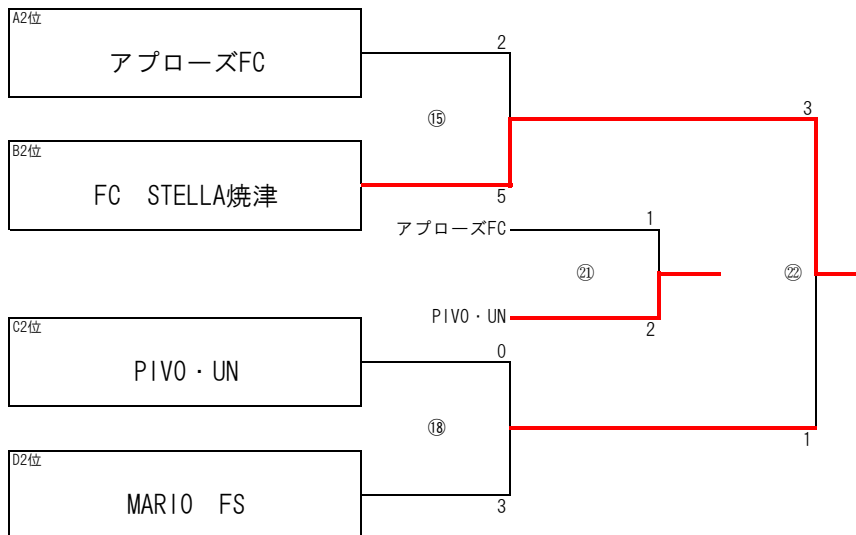 A2位
アプローズFC
2
⑮
3
B2位
FC　STELLA焼津
5
アプローズFC
1
㉑
㉒
PIVO・UN
2
C2位
PIVO・UN
0
⑱
1
D2位
MARIO　FS
3